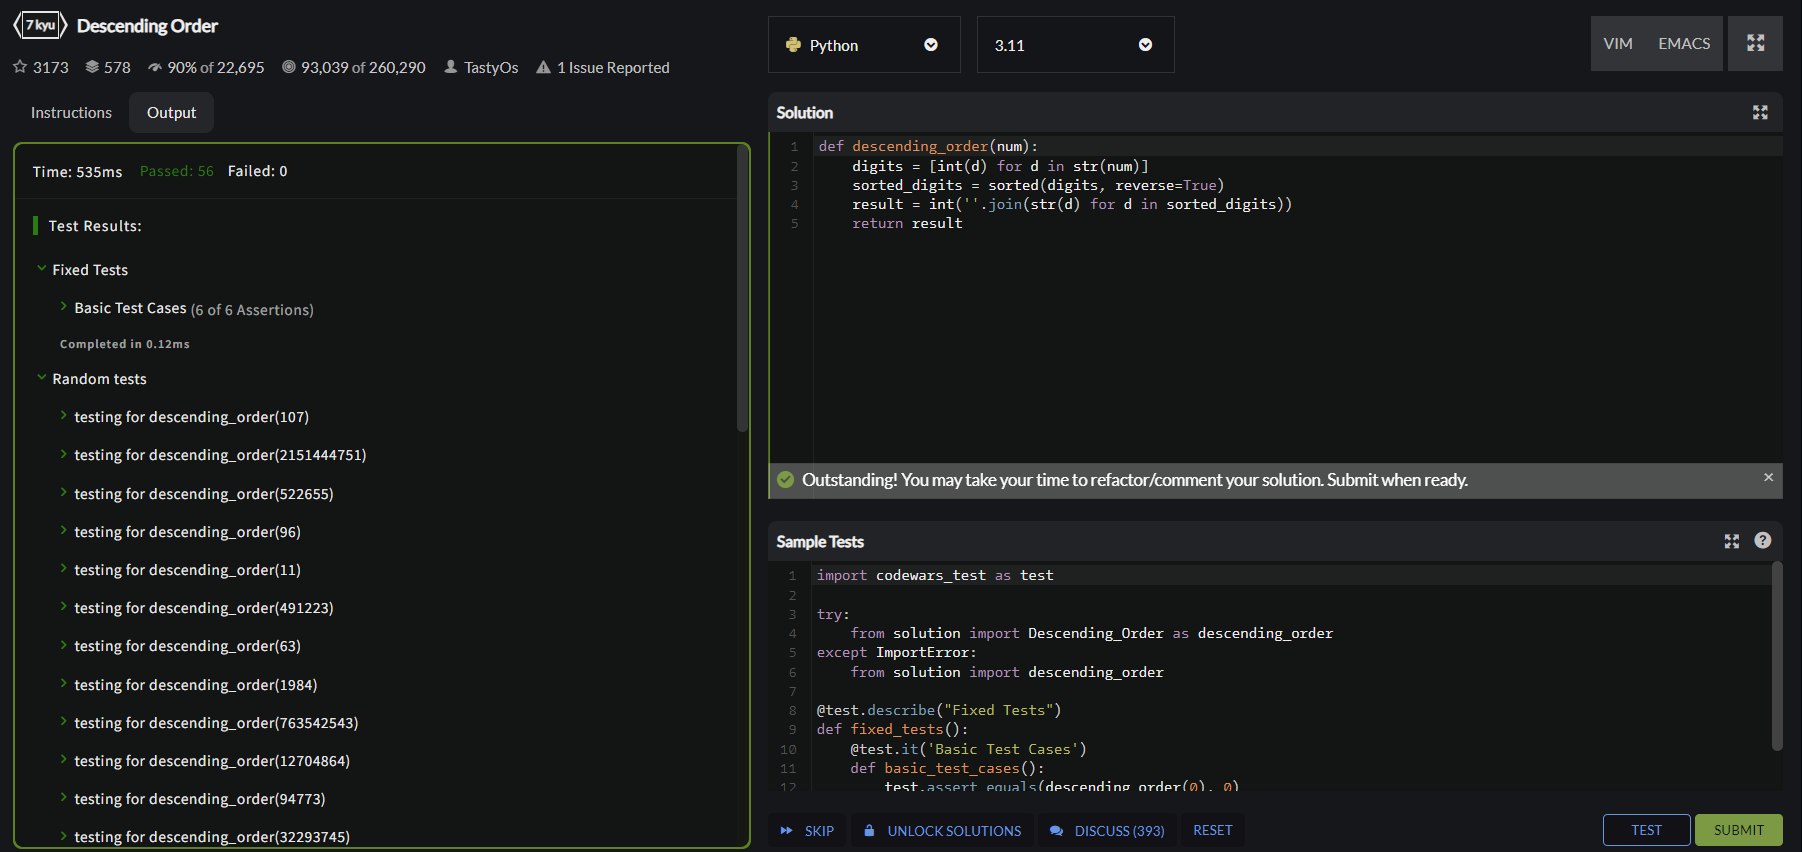 7 kyu Descending Order
3173 578 90% of 22,695 93,039 of 260,290 TastyOs 1 Issue Reported
Instructions Output
Time: 535ms Passed: 56 Failed: 0
Test Results:
Fixed Tests
Basic Test Cases (6 of 6 Assertions)
Completed in 0.12ms
Random tests
testing for descending_order(107)
testing for descending_order(2151444751)
testing for descending_order(522655)
testing for descending_order(96)
testing for descending_order(11)
testing for descending_order(491223)
testing for descending_order(63)
testing for descending_order(1984)
testing for descending_order(763542543)
testing for descending_order(12704864)
testing for descending_order(94773)
testing for descending_order(32293745)
Python 3.11 VIM EMACS
Solution
1 def descending_order(num):
2 digits = [int(d) for d in str(num)]
3 sorted_digits = sorted(digits, reverse=True)
4 result = int(''.join(str(d) for d in sorted_digits))
5 return result
Outstanding! You may take your time to refactor/comment your solution. Submit when ready.
Sample Tests
1 import codewars_test as test
2
3 try:
4 from solution import Descending_Order as descending_order
5 except ImportError:
6 from solution import descending_order
7
8 @test.describe("Fixed Tests")
9 def fixed_tests():
10 @test.it('Basic Test Cases')
11 def basic_test_cases():
12 test.assert_equals(descending_order(0), 0)
SKIP UNLOCK SOLUTIONS DISCUSS (393) RESET TEST SUBMIT